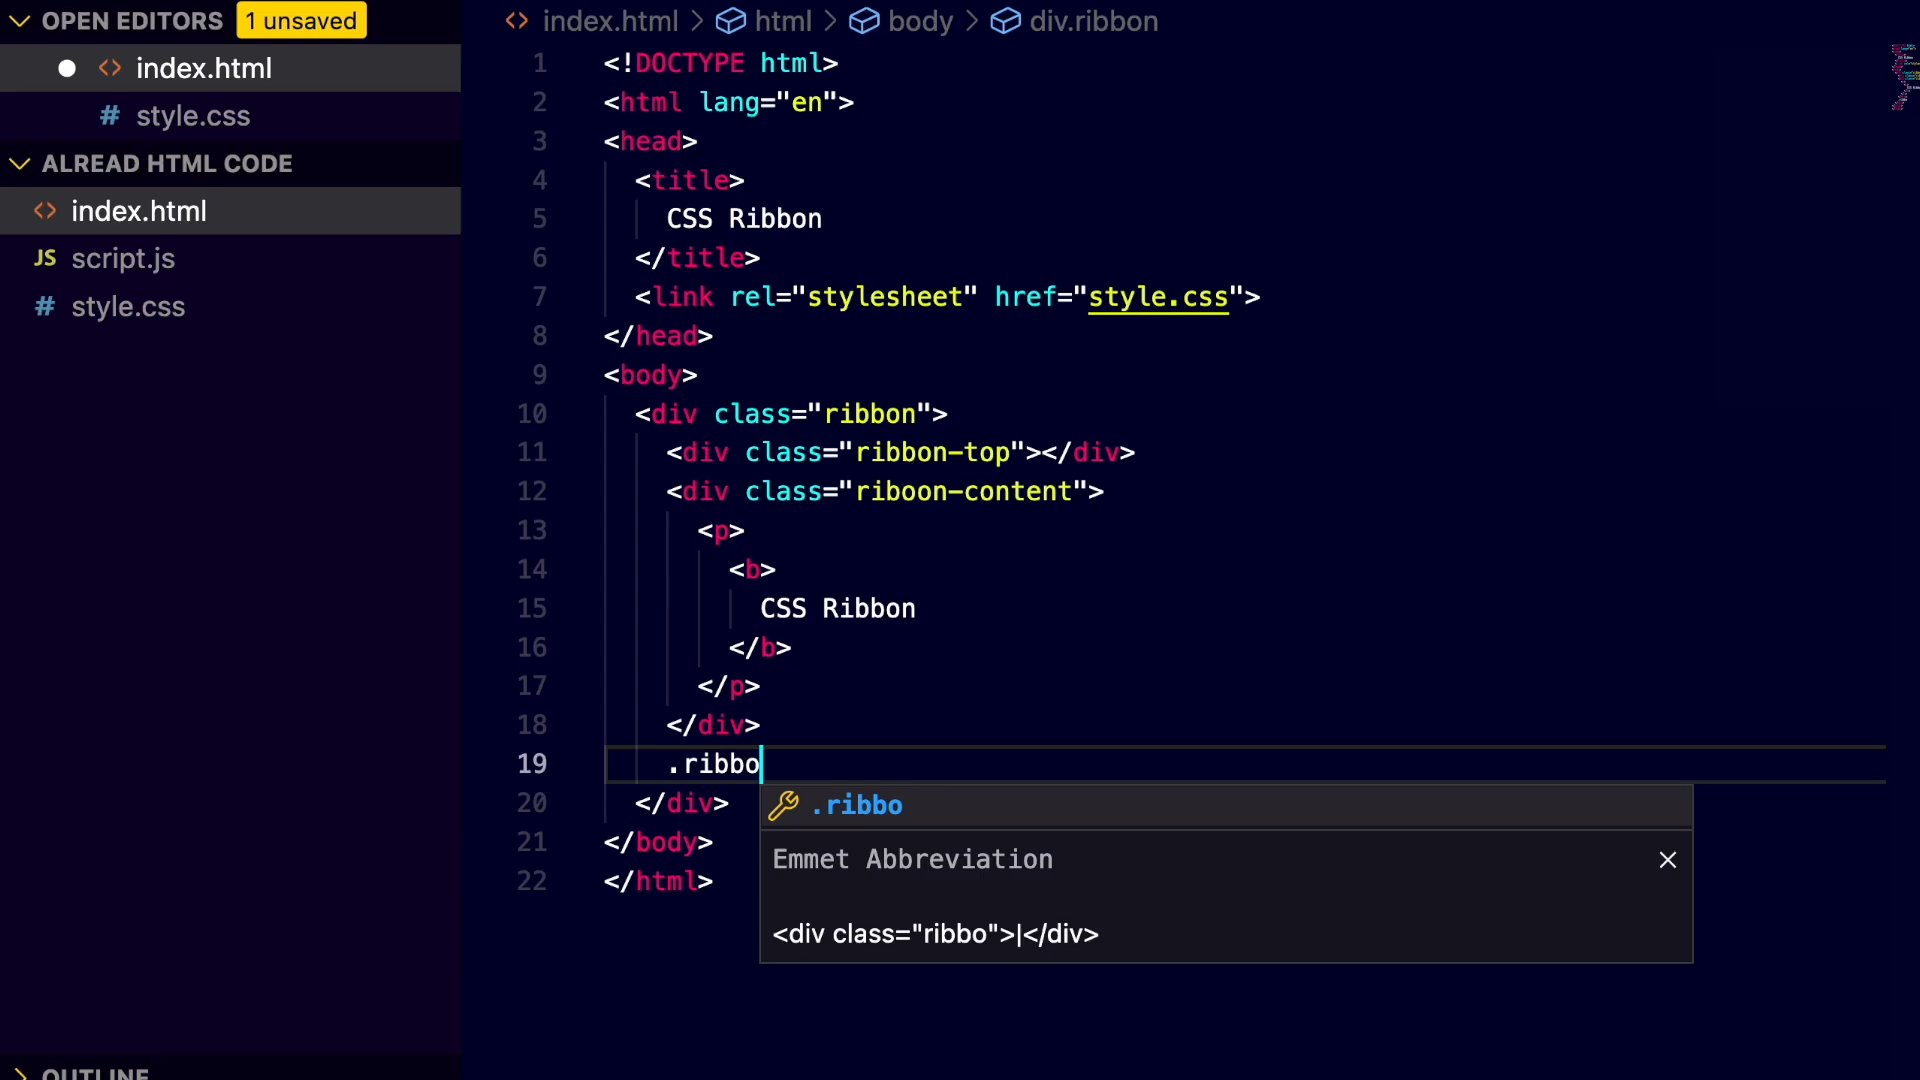 OPEN EDITORS 1 unsaved
index.html
# style.css
ALREAD HTML CODE
index.html
JS script.js
# style.css
OUTLINE
index.html > html > body > div.ribbon
1 <!DOCTYPE html>
2 <html lang="en">
3 <head>
4 <title>
5 CSS Ribbon
6 </title>
7 <link rel="stylesheet" href="style.css">
8 </head>
9 <body>
10 <div class="ribbon">
11 <div class="ribbon-top"></div>
12 <div class="riboon-content">
13 <p>
14 <b>
15 CSS Ribbon
16 </b>
17 </p>
18 </div>
19 .ribbo
20 </div>
21 </body>
22 </html>
.ribbo
Emmet Abbreviation
<div class="ribbo">|</div>